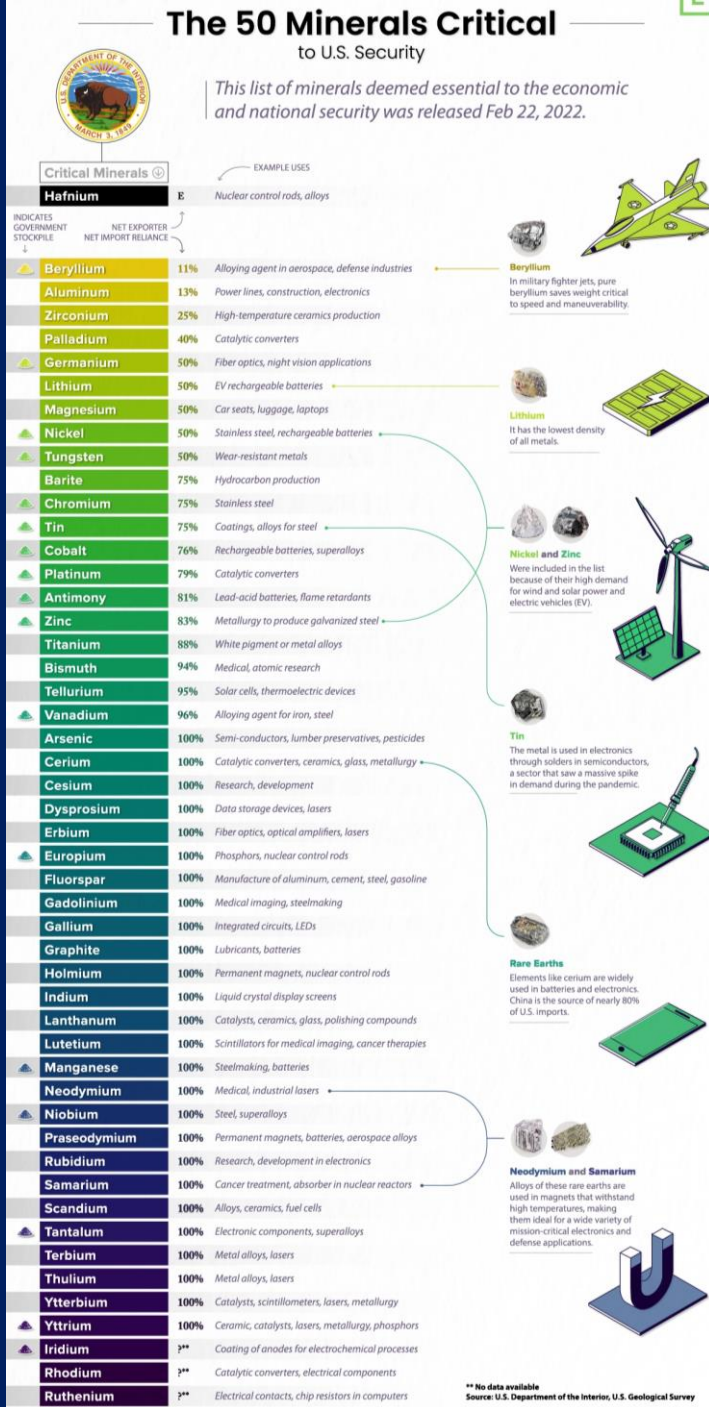 The 50 Minerals Critical
to U.S. Security
This list of minerals deemed essential to the economic
and national security was released Feb 22, 2022.
U.S. DEPARTMENT OF THE INTERIOR
MARCH 3, 1849
Critical Minerals
EXAMPLE USES
Hafnium E Nuclear control rods, alloys
INDICATES
GOVERNMENT
STOCKPILE
NET EXPORTER
NET IMPORT RELIANCE
Beryllium 11% Alloying agent in aerospace, defense industries
Aluminum 13% Power lines, construction, electronics
Zirconium 25% High-temperature ceramics production
Palladium 40% Catalytic converters
Germanium 50% Fiber optics, night vision applications
Lithium 50% EV rechargeable batteries
Magnesium 50% Car seats, luggage, laptops
Nickel 50% Stainless steel, rechargeable batteries
Tungsten 50% Wear-resistant metals
Barite 75% Hydrocarbon production
Chromium 75% Stainless steel
Tin 75% Coatings, alloys for steel
Cobalt 76% Rechargeable batteries, superalloys
Platinum 79% Catalytic converters
Antimony 81% Lead-acid batteries, flame retardants
Zinc 83% Metallurgy to produce galvanized steel
Titanium 88% White pigment or metal alloys
Bismuth 94% Medical, atomic research
Tellurium 95% Solar cells, thermoelectric devices
Vanadium 96% Alloying agent for iron, steel
Arsenic 100% Semi-conductors, lumber preservatives, pesticides
Cerium 100% Catalytic converters, ceramics, glass, metallurgy
Cesium 100% Research, development
Dysprosium 100% Data storage devices, lasers
Erbium 100% Fiber optics, optical amplifiers, lasers
Europium 100% Phosphors, nuclear control rods
Fluorspar 100% Manufacture of aluminum, cement, steel, gasoline
Gadolinium 100% Medical imaging, steelmaking
Gallium 100% Integrated circuits, LEDs
Graphite 100% Lubricants, batteries
Holmium 100% Permanent magnets, nuclear control rods
Indium 100% Liquid crystal display screens
Lanthanum 100% Catalysts, ceramics, glass, polishing compounds
Lutetium 100% Scintillators for medical imaging, cancer therapies
Manganese 100% Steelmaking, batteries
Neodymium 100% Medical, industrial lasers
Niobium 100% Steel, superalloys
Praseodymium 100% Permanent magnets, batteries, aerospace alloys
Rubidium 100% Research, development in electronics
Samarium 100% Cancer treatment, absorber in nuclear reactors
Scandium 100% Alloys, ceramics, fuel cells
Tantalum 100% Electronic components, superalloys
Terbium 100% Metal alloys, lasers
Thulium 100% Metal alloys, lasers
Ytterbium 100% Catalysts, scintillometers, lasers, metallurgy
Yttrium 100% Ceramic, catalysts, lasers, metallurgy, phosphors
Iridium ?** Coating of anodes for electrochemical processes
Rhodium ?** Catalytic converters, electrical components
Ruthenium ?** Electrical contacts, chip resistors in computers
Beryllium
In military fighter jets, pure
beryllium saves weight critical
to speed and maneuverability.
Lithium
It has the lowest density
of all metals.
Nickel and Zinc
Were included in the list
because of their high demand
for wind and solar power and
electric vehicles (EV).
Tin
The metal is used in electronics
through solders in semiconductors,
a sector that saw a massive spike
in demand during the pandemic.
Rare Earths
Elements like cerium are widely
used in batteries and electronics.
China is the source of nearly 80%
of U.S. imports.
Neodymium and Samarium
Alloys of these rare earths are
used in magnets that withstand
high temperatures, making
them ideal for a wide variety of
mission-critical electronics and
defense applications.
** No data available
Source: U.S. Department of the Interior, U.S. Geological Survey